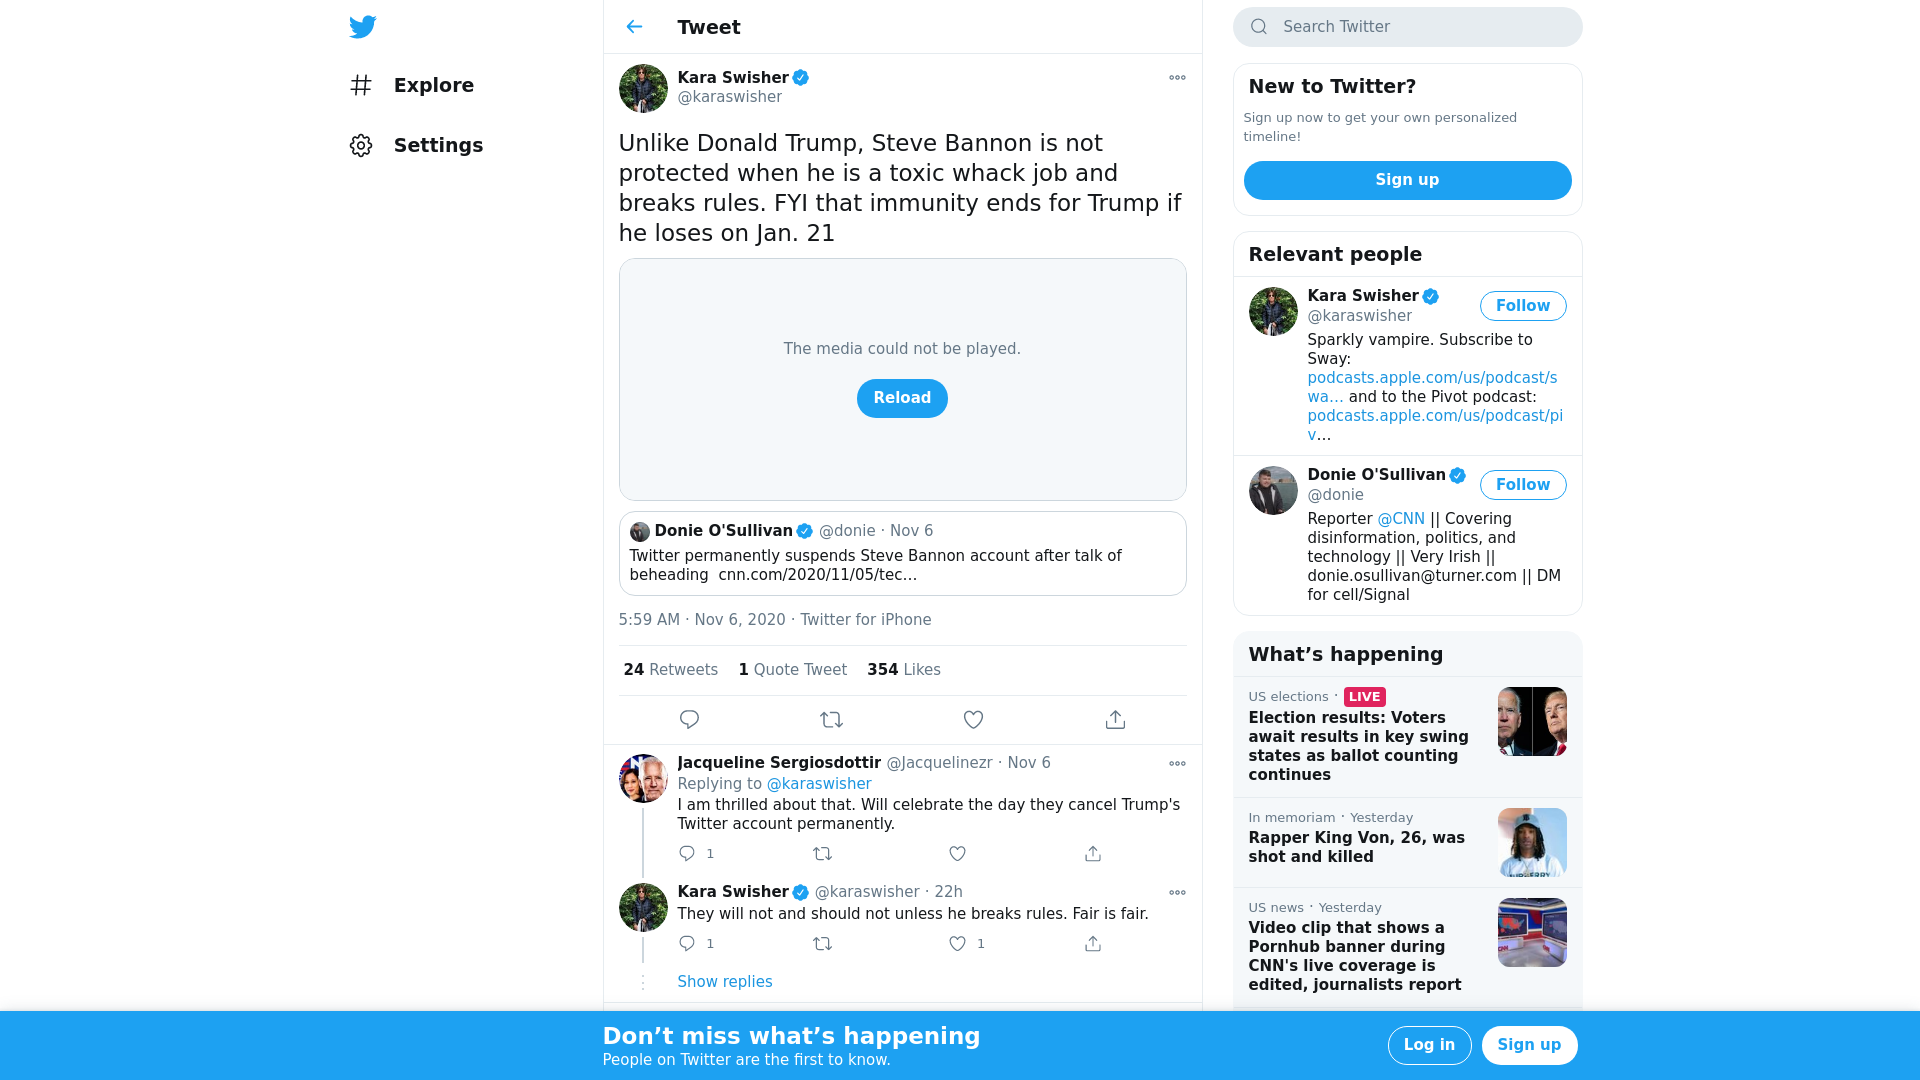 Explore
Settings
Tweet
Kara Swisher
@karaswisher
Unlike Donald Trump, Steve Bannon is not
protected when he is a toxic whack job and
breaks rules. FYI that immunity ends for Trump if
he loses on Jan. 21
The media could not be played.
Reload
Donie O'Sullivan @donie · Nov 6
Twitter permanently suspends Steve Bannon account after talk of
beheading cnn.com/2020/11/05/tec…
5:59 AM · Nov 6, 2020 · Twitter for iPhone
24 Retweets 1 Quote Tweet 354 Likes
Jacqueline Sergiosdottir @Jacquelinezr · Nov 6
Replying to @karaswisher
I am thrilled about that. Will celebrate the day they cancel Trump's
Twitter account permanently.
1
Kara Swisher @karaswisher · 22h
They will not and should not unless he breaks rules. Fair is fair.
1 1
Show replies
Search Twitter
New to Twitter?
Sign up now to get your own personalized
timeline!
Sign up
Relevant people
Kara Swisher
@karaswisher
Follow
Sparkly vampire. Subscribe to
Sway:
podcasts.apple.com/us/podcast/s
wa… and to the Pivot podcast:
podcasts.apple.com/us/podcast/pi
v…
Donie O'Sullivan
@donie
Follow
Reporter @CNN || Covering
disinformation, politics, and
technology || Very Irish ||
donie.osullivan@turner.com || DM
for cell/Signal
What's happening
US elections · LIVE
Election results: Voters
await results in key swing
states as ballot counting
continues
In memoriam · Yesterday
Rapper King Von, 26, was
shot and killed
US news · Yesterday
Video clip that shows a
Pornhub banner during
CNN's live coverage is
edited, journalists report
Don't miss what's happening
People on Twitter are the first to know.
Log in
Sign up